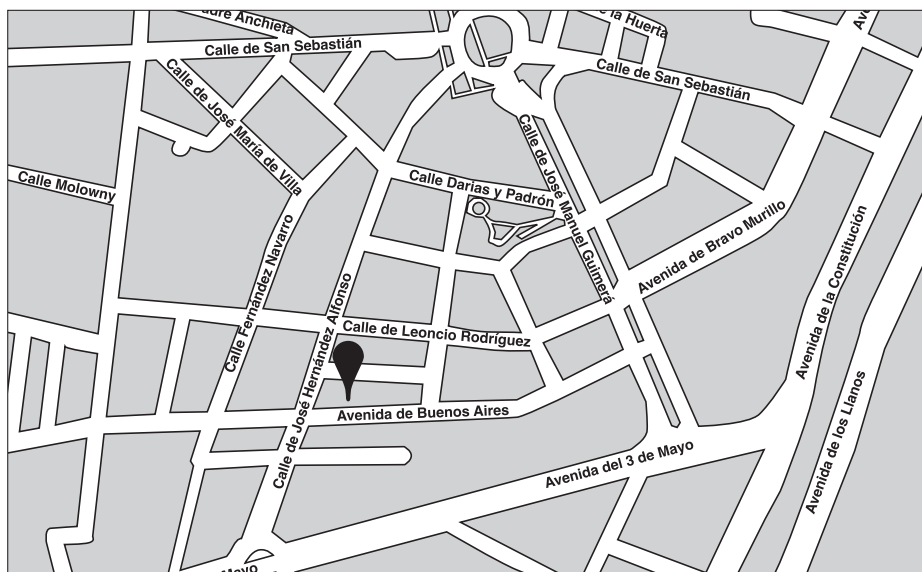 Calle de San Sebastián
Anchieta
la Huerta
Calle de San Sebastián
Calle de José María de Villa
Calle Molowny
Calle Darias y Padrón
Calle de José Manuel Guimerá
Avenida de Bravo Murillo
Calle Fernández Navarro
Calle de José Hernández Alfonso
Calle de Leoncio Rodríguez
Avenida de la Constitución
Avenida de los Llanos
Avenida de Buenos Aires
Avenida del 3 de Mayo
Mayo